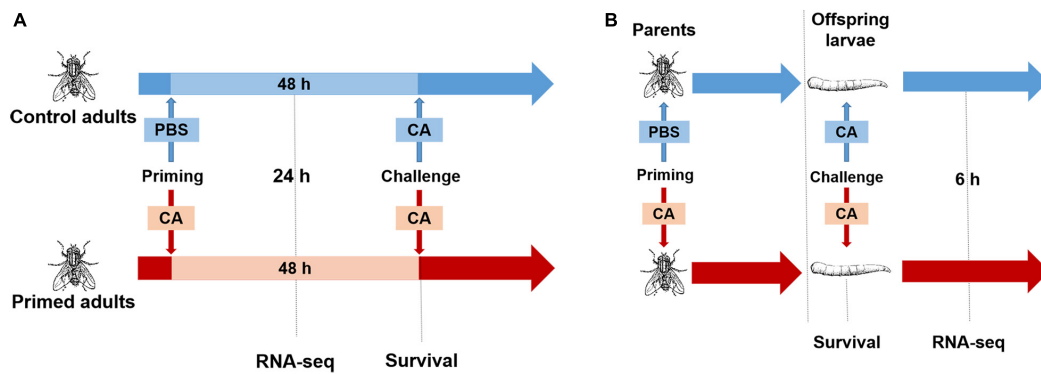 A
48 h
Control adults
PBS
CA
Priming
24 h
Challenge
CA
CA
48 h
Primed adults
RNA-seq
Survival
B
Parents
Offspring
larvae
PBS
CA
Priming
Challenge
6 h
CA
CA
Survival
RNA-seq